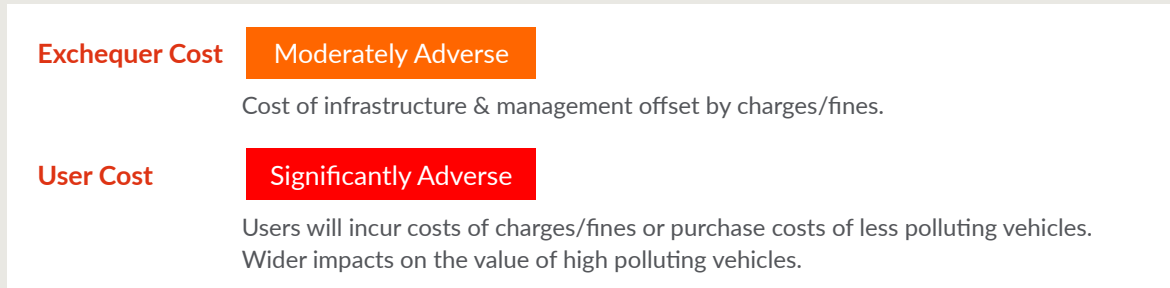 Exchequer Cost Moderately Adverse
Cost of infrastructure & management offset by charges/fines.
User Cost Significantly Adverse
Users will incur costs of charges/fines or purchase costs of less polluting vehicles.
Wider impacts on the value of high polluting vehicles.